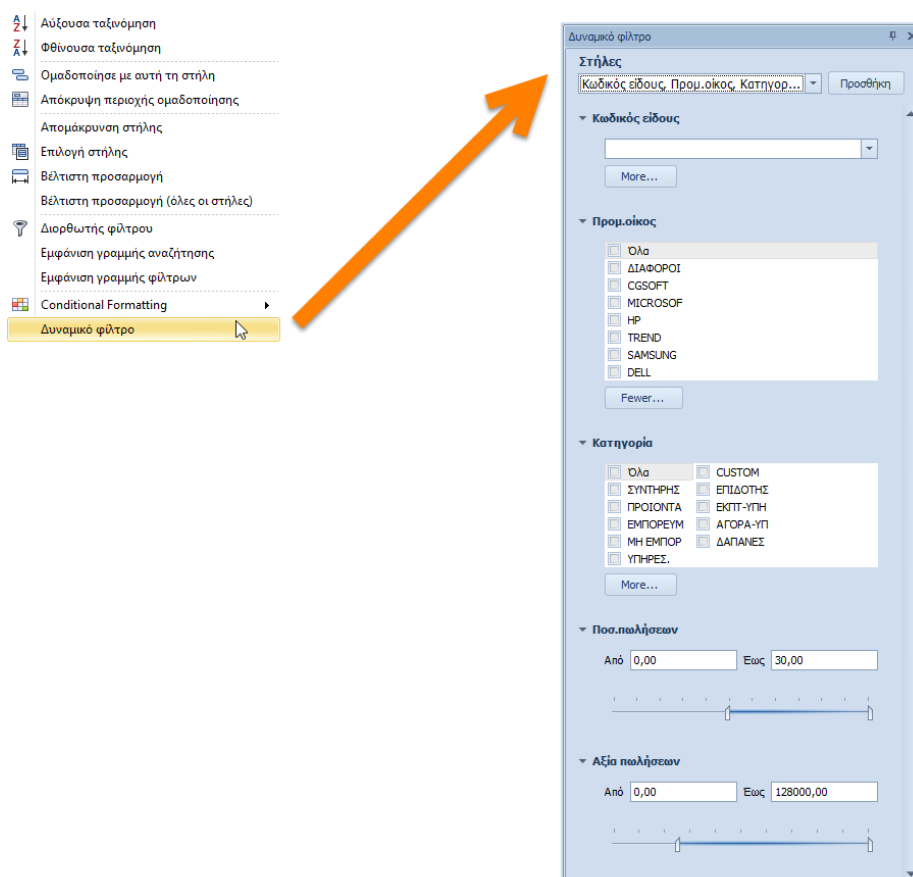 Αύξουσα ταξινόμηση
Φθίνουσα ταξινόμηση
Ομαδοποίησε με αυτή τη στήλη
Απόκρυψη περιοχής ομαδοποίησης
Απομάκρυνση στήλης
Επιλογή στήλης
Βέλτιστη προσαρμογή
Βέλτιστη προσαρμογή (όλες οι στήλες)
Διορθωτής φίλτρου
Εμφάνιση γραμμής αναζήτησης
Εμφάνιση γραμμής φίλτρων
Conditional Formatting
Δυναμικό φίλτρο
Δυναμικό φίλτρο
Στήλες
Κωδικός είδους, Προμ.οίκος, Κατηγορ... Προσθήκη
Κωδικός είδους
More...
Προμ.οίκος
Όλα
ΔΙΑΦΟΡΟΙ
CGSOFT
MICROSOF
HP
TREND
SAMSUNG
DELL
Fewer...
Κατηγορία
Όλα CUSTOM
ΣΥΝΤΗΡΗΣ ΕΠΙΔΟΤΗΣ
ΠΡΟΙΟΝΤΑ ΕΚΠΤ-ΥΠΗ
ΕΜΠΟΡΕΥΜ ΑΓΟΡΑ-ΥΠ
ΜΗ ΕΜΠΟΡ ΔΑΠΑΝΕΣ
ΥΠΗΡΕΣ.
More...
Ποσ.πωλήσεων
Από 0,00 Έως 30,00
Αξία πωλήσεων
Από 0,00 Έως 128000,00